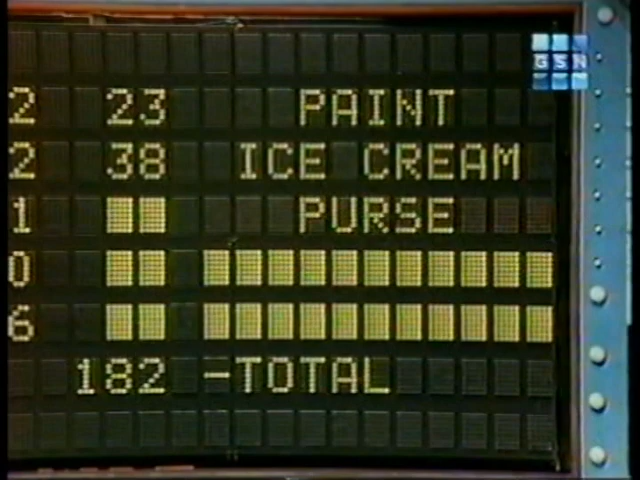 GSN
2 23 PAINT
2 38 ICE CREAM
1 PURSE
0
6
182 -TOTAL